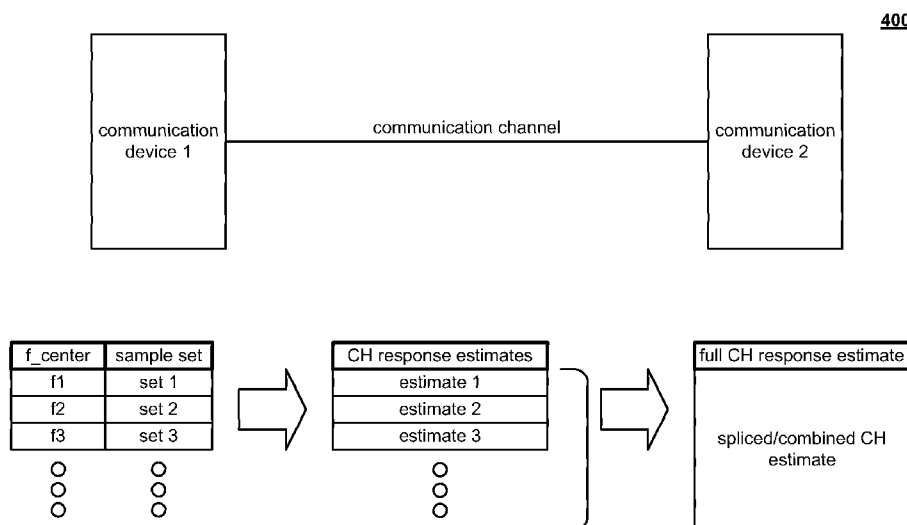 400
communication
device 1
communication channel
communication
device 2
f_center sample set
f1 set 1
f2 set 2
f3 set 3
CH response estimates
estimate 1
estimate 2
estimate 3
full CH response estimate
spliced/combined CH
estimate